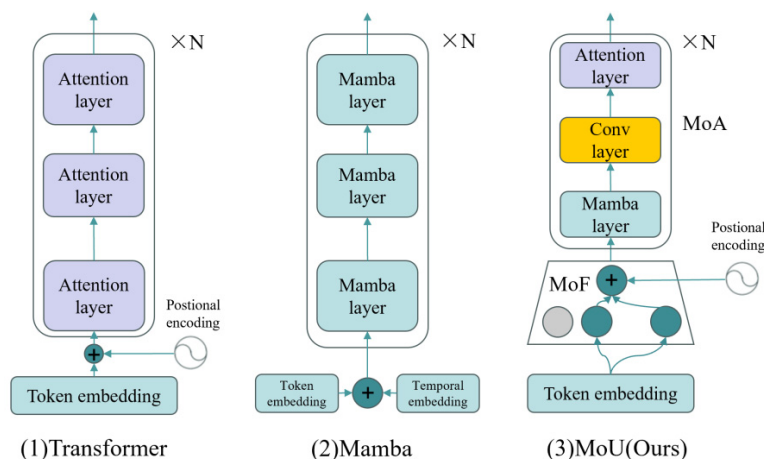 ×N
Attention
layer
Attention
layer
Attention
layer
Postional
encoding
+
Token embedding
(1)Transformer
×N
Mamba
layer
Mamba
layer
Mamba
layer
Token
embedding
+
Temporal
embedding
(2)Mamba
×N
Attention
layer
Conv
layer
MoA
Mamba
layer
Postional
encoding
MoF
+
Token embedding
(3)MoU(Ours)